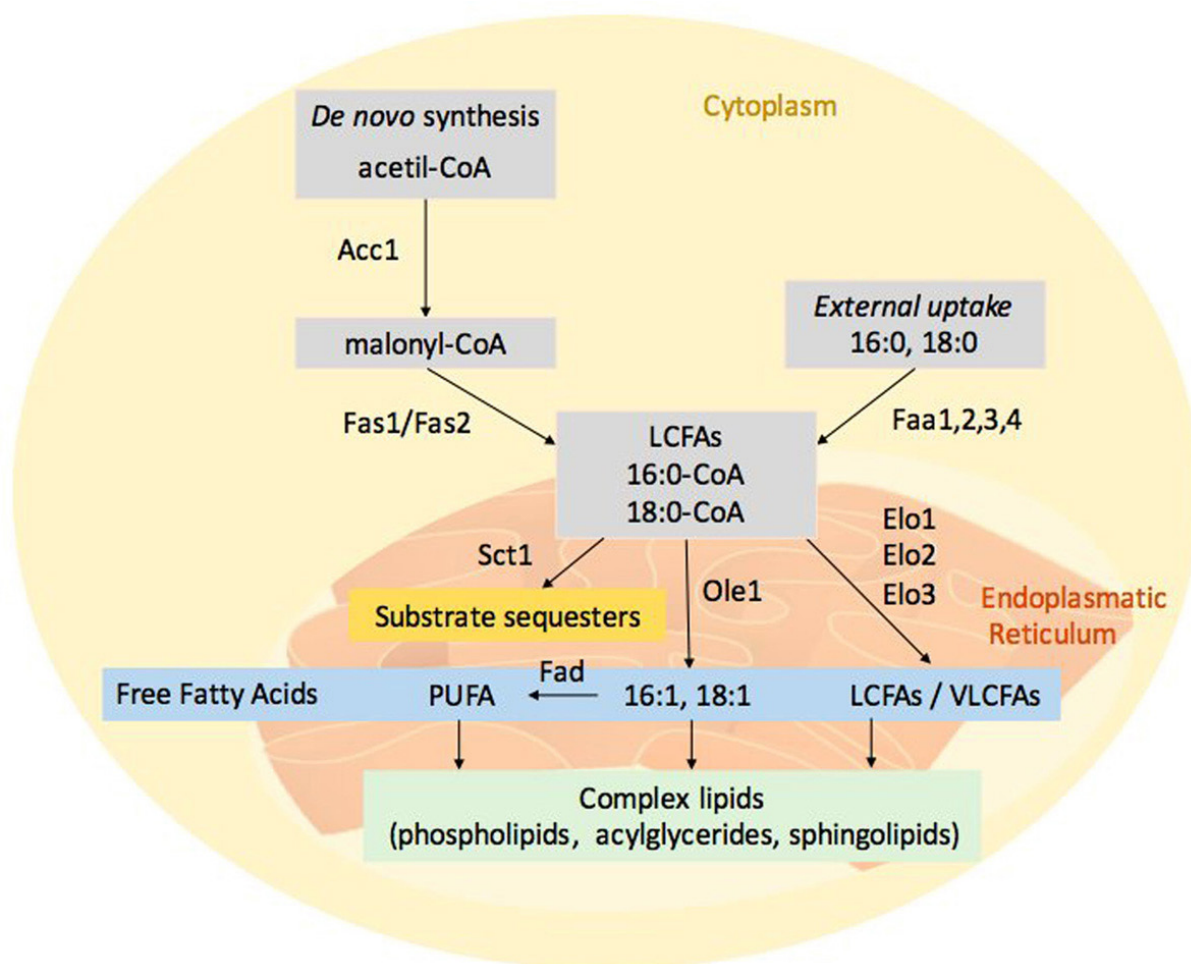 Cytoplasm
De novo synthesis
acetil-CoA
Acc1
External uptake
16:0, 18:0
malonyl-CoA
Fas1/Fas2
Faa1,2,3,4
LCFAs
16:0-CoA
18:0-CoA
Elo1
Elo2
Elo3
Sct1
Ole1
Endoplasmatic
Reticulum
Substrate sequesters
Fad
Free Fatty Acids PUFA 16:1, 18:1 LCFAs / VLCFAs
Complex lipids
(phospholipids, acylglycerides, sphingolipids)